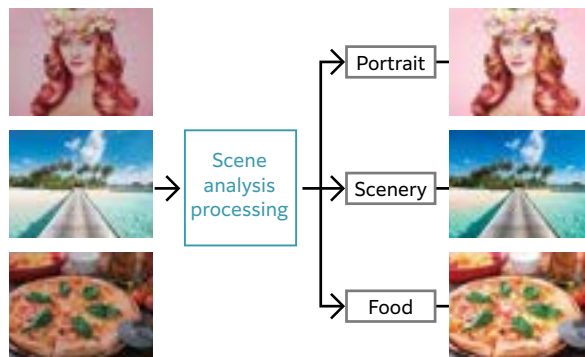 Portrait
Scene
analysis
processing
Scenery
Food